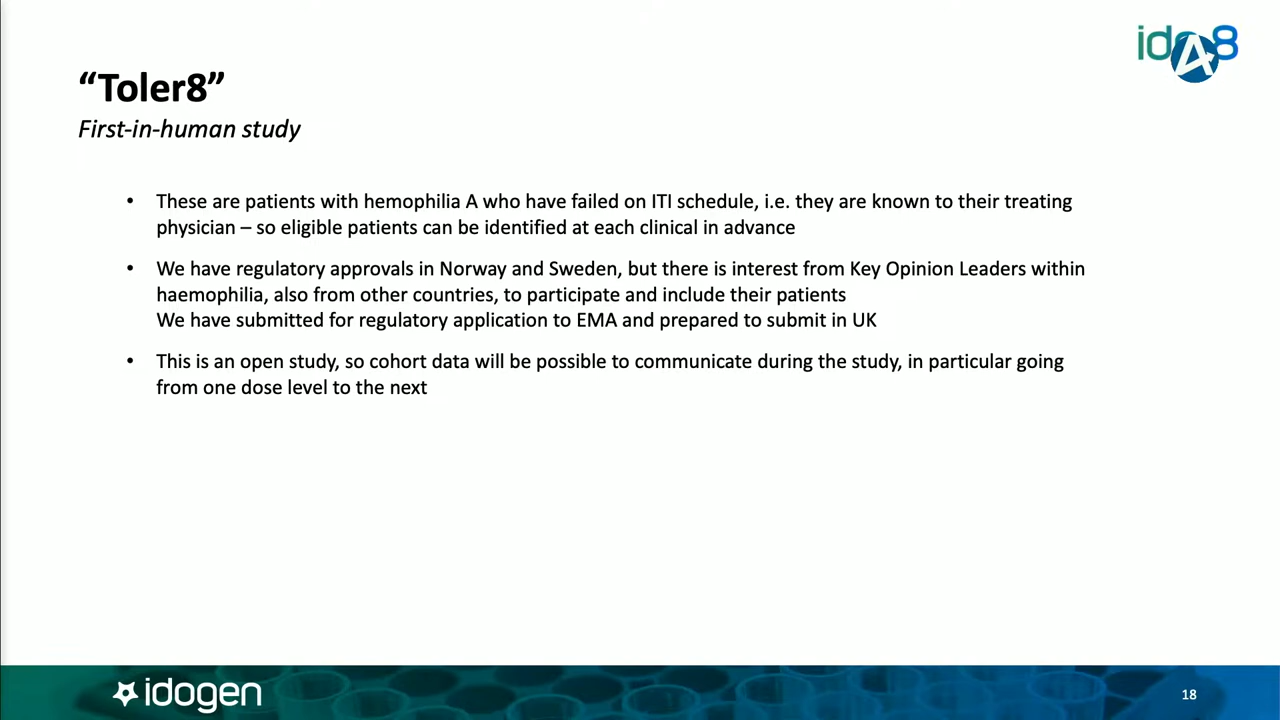 idA8
“Toler8”
First-in-human study
• These are patients with hemophilia A who have failed on ITI schedule, i.e. they are known to their treating
physician – so eligible patients can be identified at each clinical in advance
• We have regulatory approvals in Norway and Sweden, but there is interest from Key Opinion Leaders within
haemophilia, also from other countries, to participate and include their patients
We have submitted for regulatory application to EMA and prepared to submit in UK
• This is an open study, so cohort data will be possible to communicate during the study, in particular going
from one dose level to the next
idogen
18